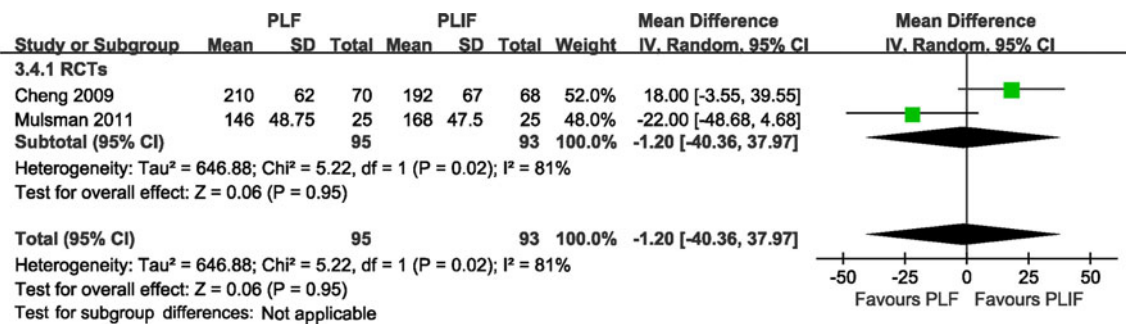 PLF PLIF Mean Difference Mean Difference
Study or Subgroup Mean SD Total Mean SD Total Weight IV, Random, 95% CI IV, Random, 95% CI
3.4.1 RCTs
Cheng 2009 210 62 70 192 67 68 52.0% 18.00 [-3.55, 39.55]
Mulsman 2011 146 48.75 25 168 47.5 25 48.0% -22.00 [-48.68, 4.68]
Subtotal (95% CI) 95 93 100.0% -1.20 [-40.36, 37.97]
Heterogeneity: Tau² = 646.88; Chi² = 5.22, df = 1 (P = 0.02); I² = 81%
Test for overall effect: Z = 0.06 (P = 0.95)
Total (95% CI) 95 93 100.0% -1.20 [-40.36, 37.97]
Heterogeneity: Tau² = 646.88; Chi² = 5.22, df = 1 (P = 0.02); I² = 81%
Test for overall effect: Z = 0.06 (P = 0.95)
Test for subgroup differences: Not applicable
-50 -25 0 25 50
Favours PLF Favours PLIF